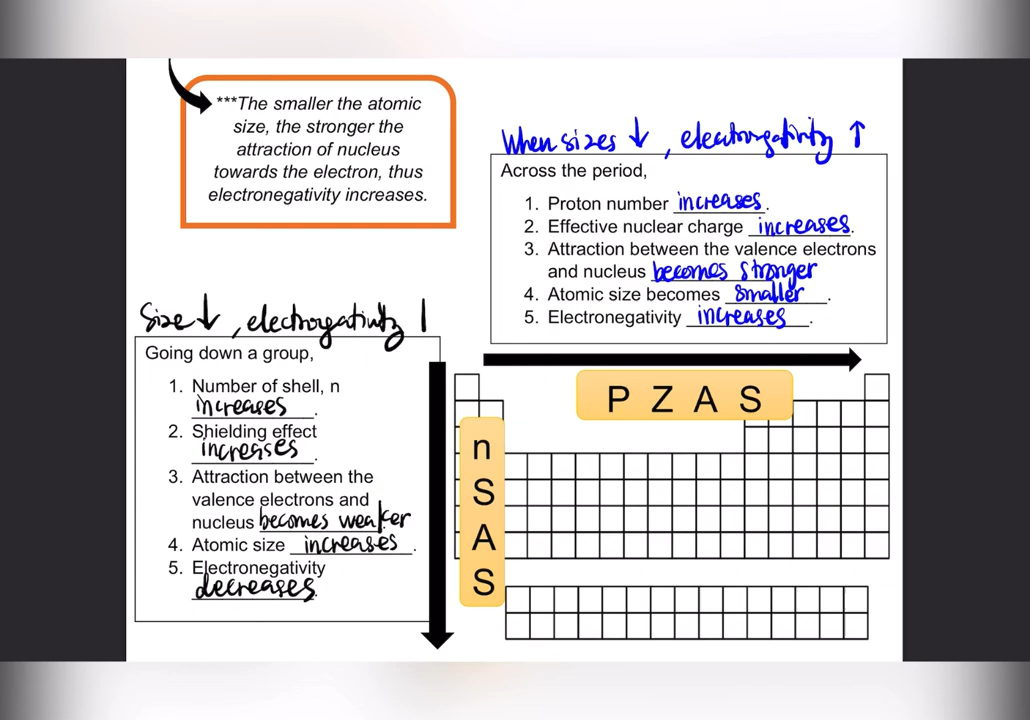 ***The smaller the atomic
size, the stronger the
attraction of nucleus
towards the electron, thus
electronegativity increases.
When sizes ↓, electronegativity ↑
Across the period,
1. Proton number increases.
2. Effective nuclear charge increases.
3. Attraction between the valence electrons
and nucleus becomes stronger
4. Atomic size becomes smaller.
5. Electronegativity increases.
Size ↓, electronegativity
Going down a group,
1. Number of shell, n
increases.
2. Shielding effect
increases.
3. Attraction between the
valence electrons and
nucleus becomes weaker
4. Atomic size increases.
5. Electronegativity
decreases.
P Z A S
n
S
A
S